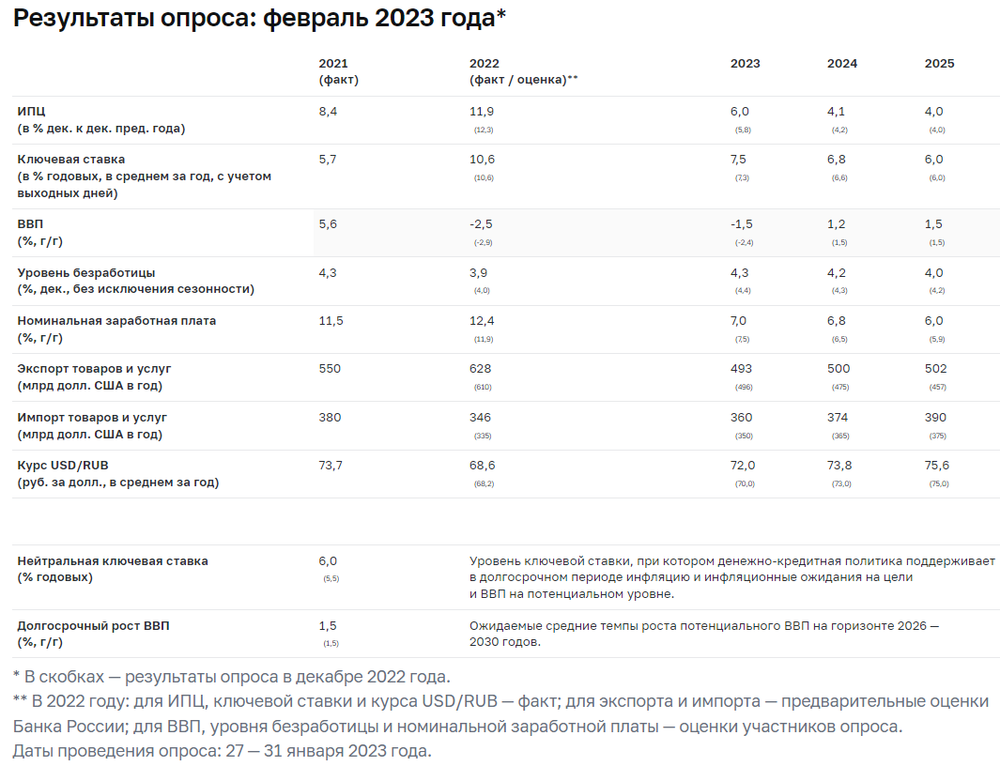 Результаты опроса: февраль 2023 года*
2021 2022 2023 2024 2025
(факт) (факт / оценка)**
ИПЦ 8,4 11,9 6,0 4,1 4,0
(в % дек. к дек. пред. года) (12,3) (5,8) (4,2) (4,0)
Ключевая ставка 5,7 10,6 7,5 6,8 6,0
(в % годовых, в среднем за год, с учетом (10,6) (7,3) (6,6) (6,0)
выходных дней)
ВВП 5,6 -2,5 -1,5 1,2 1,5
(%, г/г) (-2,9) (-2,4) (1,5) (1,5)
Уровень безработицы 4,3 3,9 4,3 4,2 4,0
(%, дек., без исключения сезонности) (4,0) (4,4) (4,3) (4,2)
Номинальная заработная плата 11,5 12,4 7,0 6,8 6,0
(%, г/г) (11,9) (7,5) (6,5) (5,9)
Экспорт товаров и услуг 550 628 493 500 502
(млрд долл. США в год) (610) (496) (475) (457)
Импорт товаров и услуг 380 346 360 374 390
(млрд долл. США в год) (335) (350) (365) (375)
Курс USD/RUB 73,7 68,6 72,0 73,8 75,6
(руб. за долл., в среднем за год) (68,2) (70,0) (73,0) (75,0)
Нейтральная ключевая ставка 6,0 Уровень ключевой ставки, при котором денежно-кредитная политика поддерживает
(% годовых) (5,5) в долгосрочном периоде инфляцию и инфляционные ожидания на цели
и ВВП на потенциальном уровне.
Долгосрочный рост ВВП 1,5 Ожидаемые средние темпы роста потенциального ВВП на горизонте 2026 —
(%, г/г) (1,5) 2030 годов.
* В скобках — результаты опроса в декабре 2022 года.
** В 2022 году: для ИПЦ, ключевой ставки и курса USD/RUB — факт; для экспорта и импорта — предварительные оценки
Банка России; для ВВП, уровня безработицы и номинальной заработной платы — оценки участников опроса.
Даты проведения опроса: 27 — 31 января 2023 года.